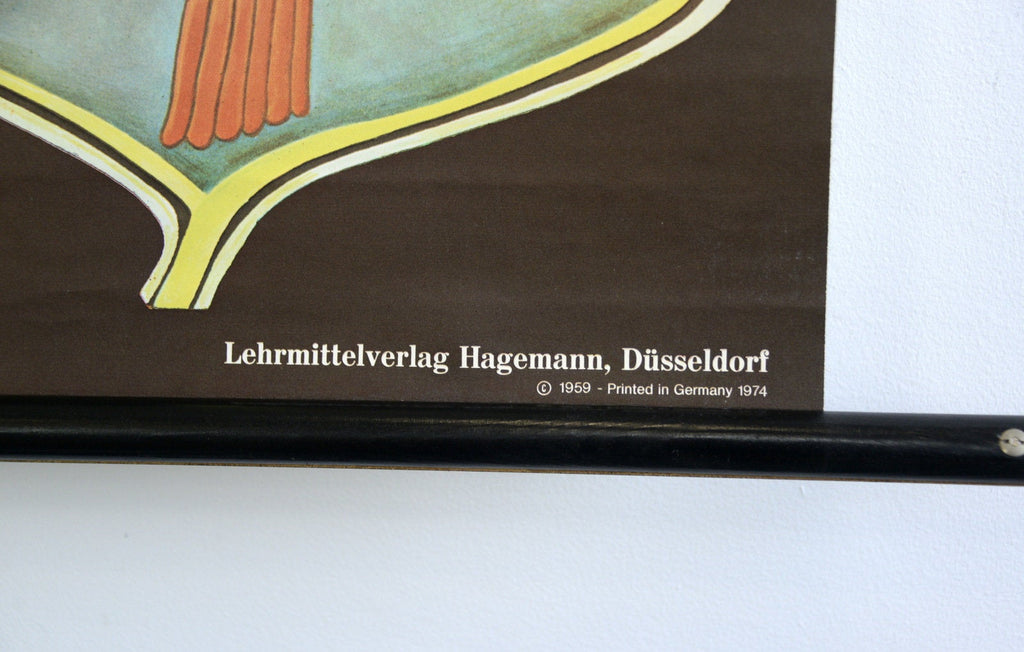 Lehrmittelverlag Hagemann, Düsseldorf
© 1959 - Printed in Germany 1974